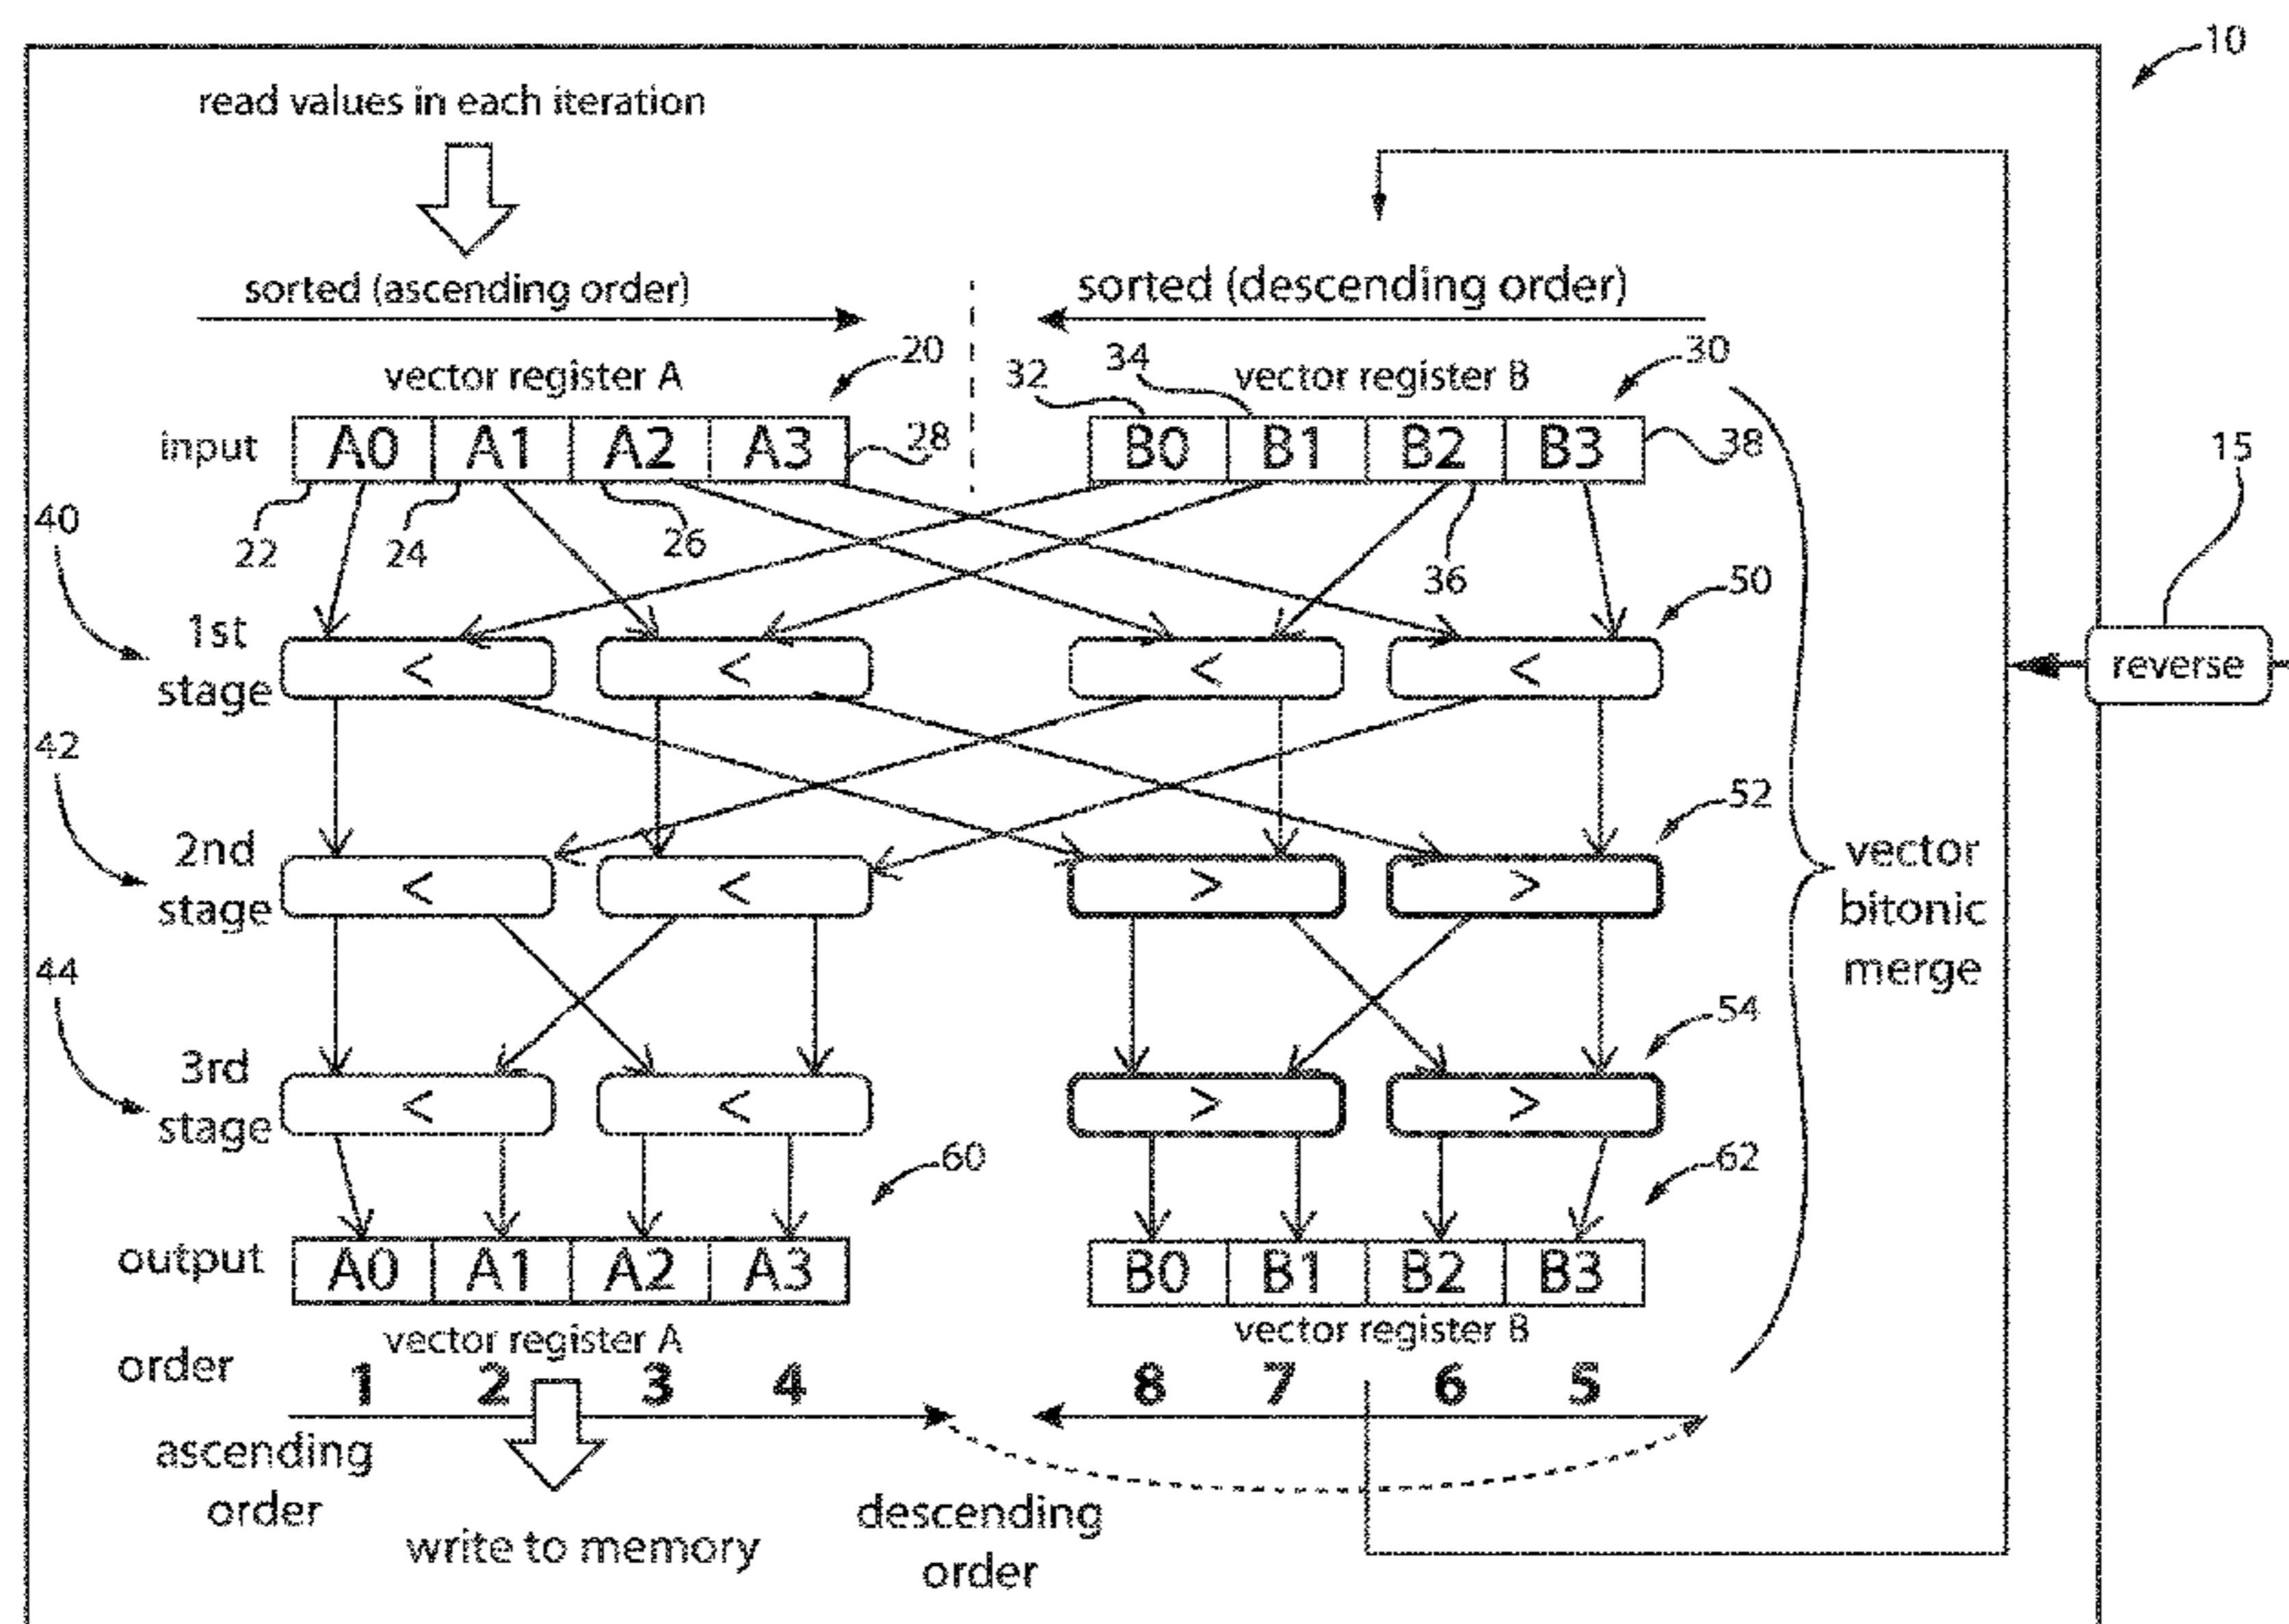 10
read values in each iteration
sorted (ascending order)
sorted (descending order)
vector register A
20
32
34
vector register B
30
input
A0 A1 A2 A3
28
B0 B1 B2 B3
38
15
22
24
26
36
40
50
1st
stage
< < < <
reverse
42
52
2nd
stage
< < > >
vector
bitonic
merge
44
54
3rd
stage
< < > >
60
62
output
A0 A1 A2 A3
B0 B1 B2 B3
vector register A
vector register B
order
1 2 3 4
8 7 6 5
ascending
order
descending
order
write to memory